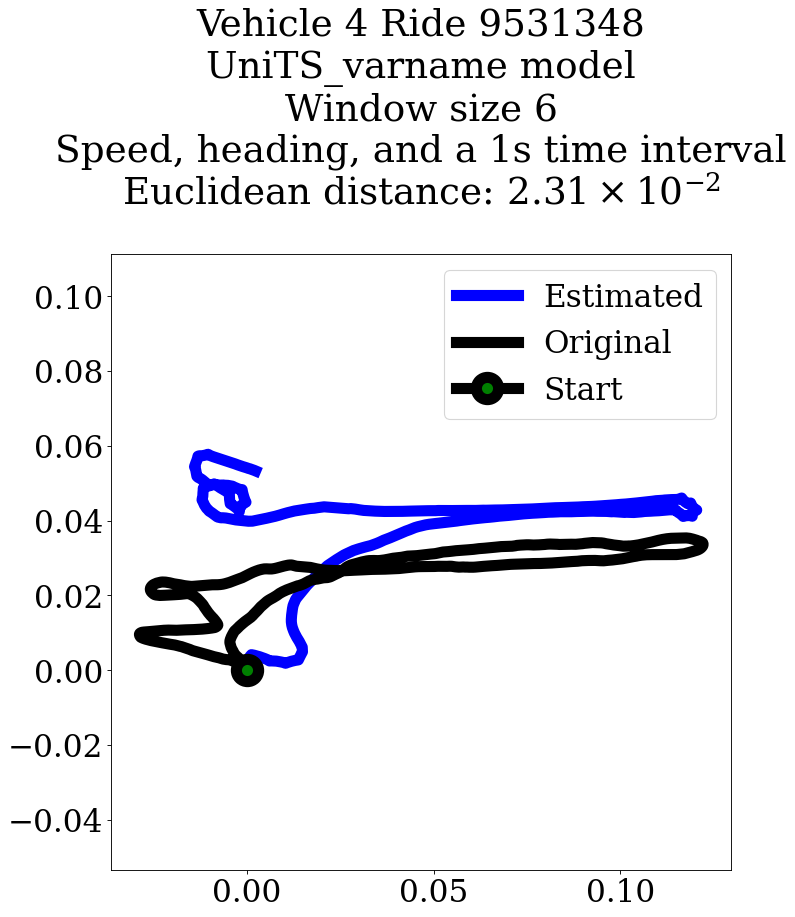 Vehicle 4 Ride 9531348
UniTS_varname model
Window size 6
Speed, heading, and a 1s time interval
Euclidean distance: 2.31 × 10⁻²
Estimated
Original
Start
0.10
0.08
0.06
0.04
0.02
0.00
−0.02
−0.04
0.00 0.05 0.10